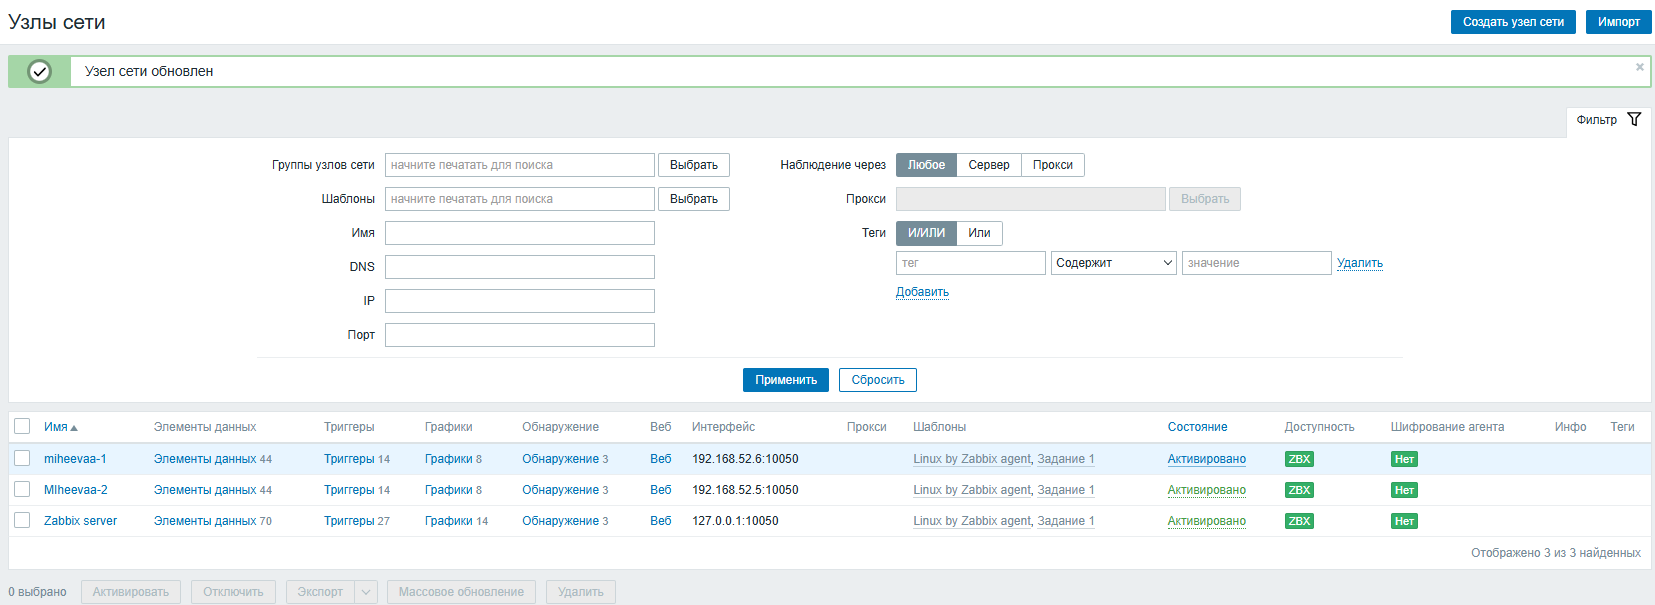 Узлы сети
Создать узел сети
Импорт
Узел сети обновлен
Фильтр
Группы узлов сети начните печатать для поиска Выбрать
Шаблоны начните печатать для поиска Выбрать
Имя
DNS
IP
Порт
Наблюдение через Любое Сервер Прокси
Прокси Выбрать
Теги И/ИЛИ Или
тег Содержит значение Удалить
Добавить
Применить Сбросить
Имя Элементы данных Триггеры Графики Обнаружение Веб Интерфейс Прокси Шаблоны Состояние Доступность Шифрование агента Инфо Теги
miheevaa-1 Элементы данных 44 Триггеры 14 Графики 8 Обнаружение 3 Веб 192.168.52.6:10050 Linux by Zabbix agent, Задание 1 Активировано ZBX Нет
MIheevaa-2 Элементы данных 44 Триггеры 14 Графики 8 Обнаружение 3 Веб 192.168.52.5:10050 Linux by Zabbix agent, Задание 1 Активировано ZBX Нет
Zabbix server Элементы данных 70 Триггеры 27 Графики 14 Обнаружение 3 Веб 127.0.0.1:10050 Linux by Zabbix agent, Задание 1 Активировано ZBX Нет
Отображено 3 из 3 найденных
0 выбрано Активировать Отключить Экспорт Массовое обновление Удалить